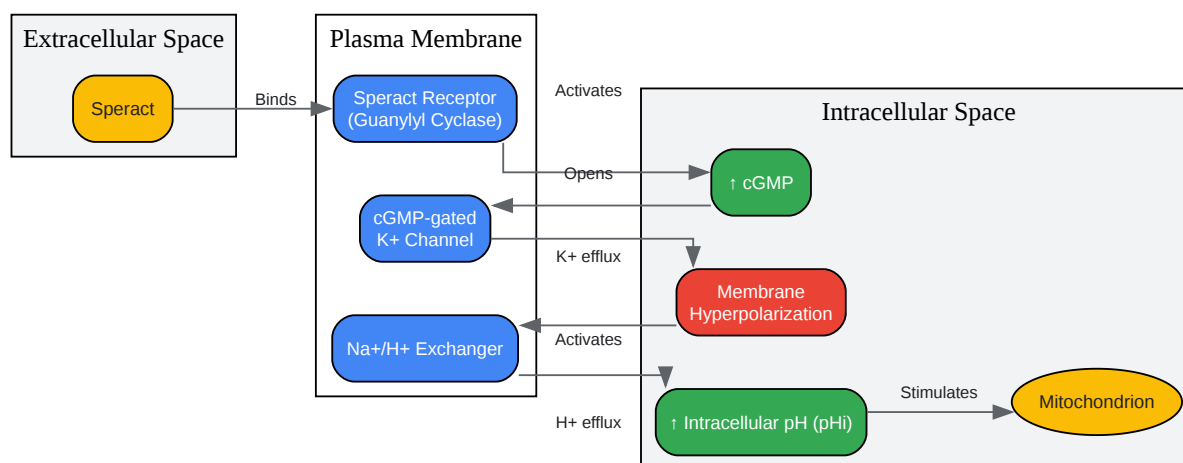 Extracellular Space
Speract
Binds
Plasma Membrane
Speract Receptor
(Guanylyl Cyclase)
Activates
Intracellular Space
Opens
↑ cGMP
cGMP-gated
K+ Channel
K+ efflux
Membrane
Hyperpolarization
Na+/H+ Exchanger
Activates
H+ efflux
↑ Intracellular pH (pHi)
Stimulates
Mitochondrion